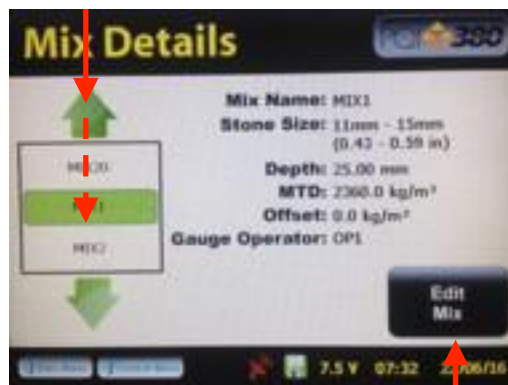 Mix Details
380
Mix Name: MIX1
Stone Size: 11mm - 15mm
(0.43 - 0.59 in)
Depth: 25.00 mm
MTD: 2360.0 kg/m³
Offset: 0.0 kg/m³
Gauge Operator: OP1
MIX20
MIX2
Edit
Mix
7.5 V 07:32